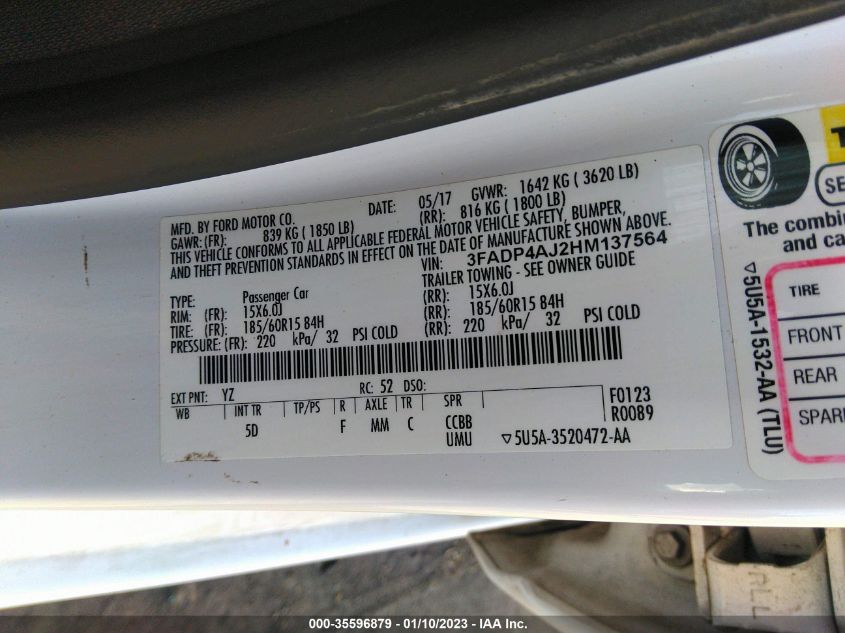 MFD. BY FORD MOTOR CO. DATE: 05/17 GVWR: 1642 KG ( 3620 LB)
GAWR: (FR): 839 KG ( 1850 LB) (RR): 816 KG ( 1800 LB)
THIS VEHICLE CONFORMS TO ALL APPLICABLE FEDERAL MOTOR VEHICLE SAFETY, BUMPER,
AND THEFT PREVENTION STANDARDS IN EFFECT ON THE DATE OF MANUFACTURE SHOWN ABOVE.
VIN: 3FADP4AJ2HM137564
TYPE: Passenger Car TRAILER TOWING - SEE OWNER GUIDE
RIM: (FR): 15X6.0J (RR): 15X6.0J
TIRE: (FR): 185/60R15 84H (RR): 185/60R15 84H
PRESSURE: (FR): 220 kPa/ 32 PSI COLD (RR): 220 kPa/ 32 PSI COLD
EXT PNT: YZ RC: 52 DSO:
WB INT TR TP/PS R AXLE TR SPR F0123
5D F MM C CCBB R0089
UMU ▽5U5A-3520472-AA
SE
The combin
and ca
TIRE
FRONT
REAR
SPAR
▽5U5A-1532-AA (TLU)
ALL
000-35596879 - 01/10/2023 - IAA Inc.